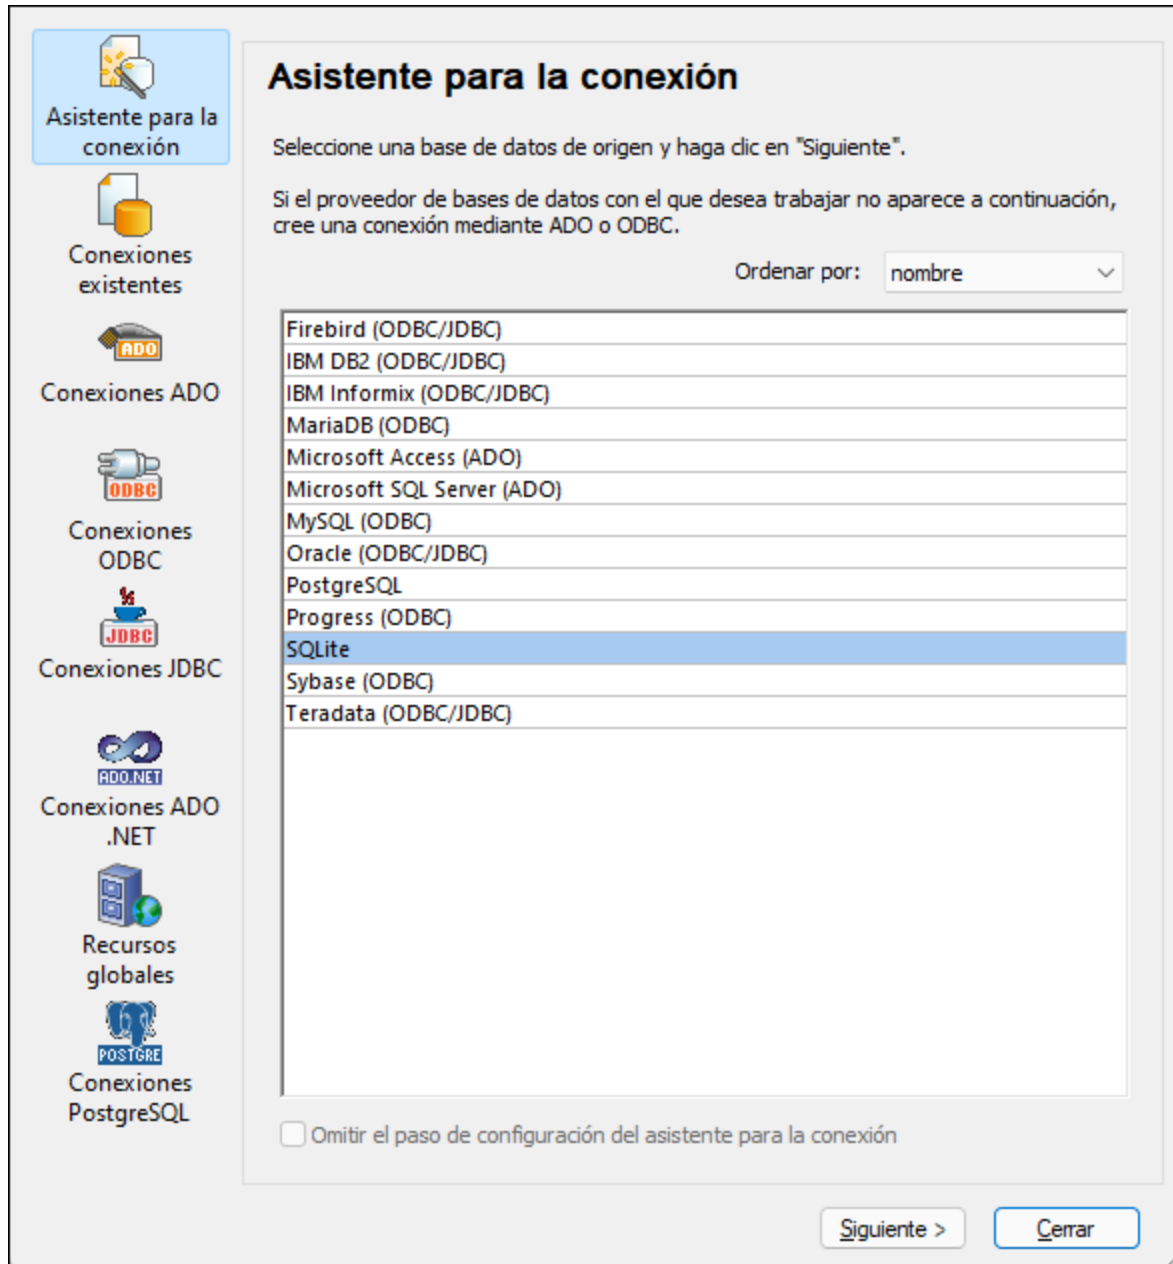 Asistente para la
conexión
Conexiones
existentes
ADO
Conexiones ADO
ODBC
Conexiones
ODBC
JDBC
Conexiones JDBC
ADO.NET
Conexiones ADO
.NET
Recursos
globales
POSTGRE
Conexiones
PostgreSQL
Asistente para la conexión
Seleccione una base de datos de origen y haga clic en "Siguiente".
Si el proveedor de bases de datos con el que desea trabajar no aparece a continuación,
cree una conexión mediante ADO o ODBC.
Ordenar por: nombre
Firebird (ODBC/JDBC)
IBM DB2 (ODBC/JDBC)
IBM Informix (ODBC/JDBC)
MariaDB (ODBC)
Microsoft Access (ADO)
Microsoft SQL Server (ADO)
MySQL (ODBC)
Oracle (ODBC/JDBC)
PostgreSQL
Progress (ODBC)
SQLite
Sybase (ODBC)
Teradata (ODBC/JDBC)
Omitir el paso de configuración del asistente para la conexión
Siguiente > Cerrar